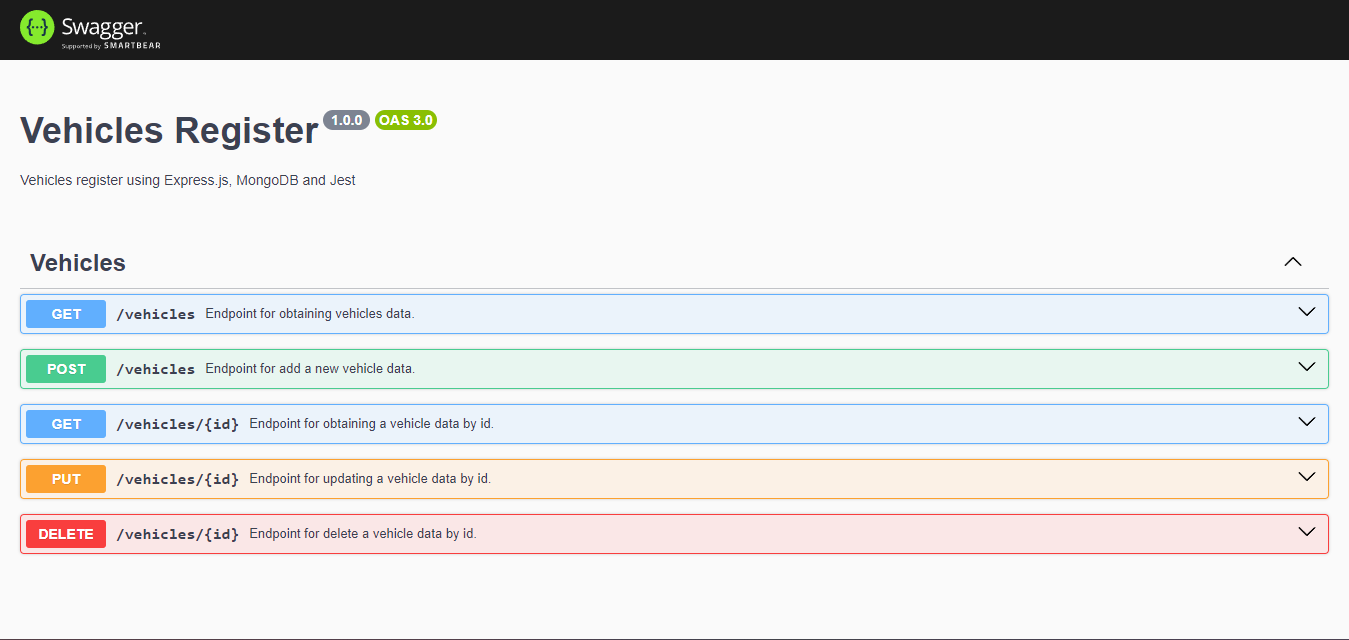 {···} Swagger
Supported by SMARTBEAR
Vehicles Register 1.0.0 OAS 3.0
Vehicles register using Express.js, MongoDB and Jest
Vehicles
GET /vehicles Endpoint for obtaining vehicles data.
POST /vehicles Endpoint for add a new vehicle data.
GET /vehicles/{id} Endpoint for obtaining a vehicle data by id.
PUT /vehicles/{id} Endpoint for updating a vehicle data by id.
DELETE /vehicles/{id} Endpoint for delete a vehicle data by id.